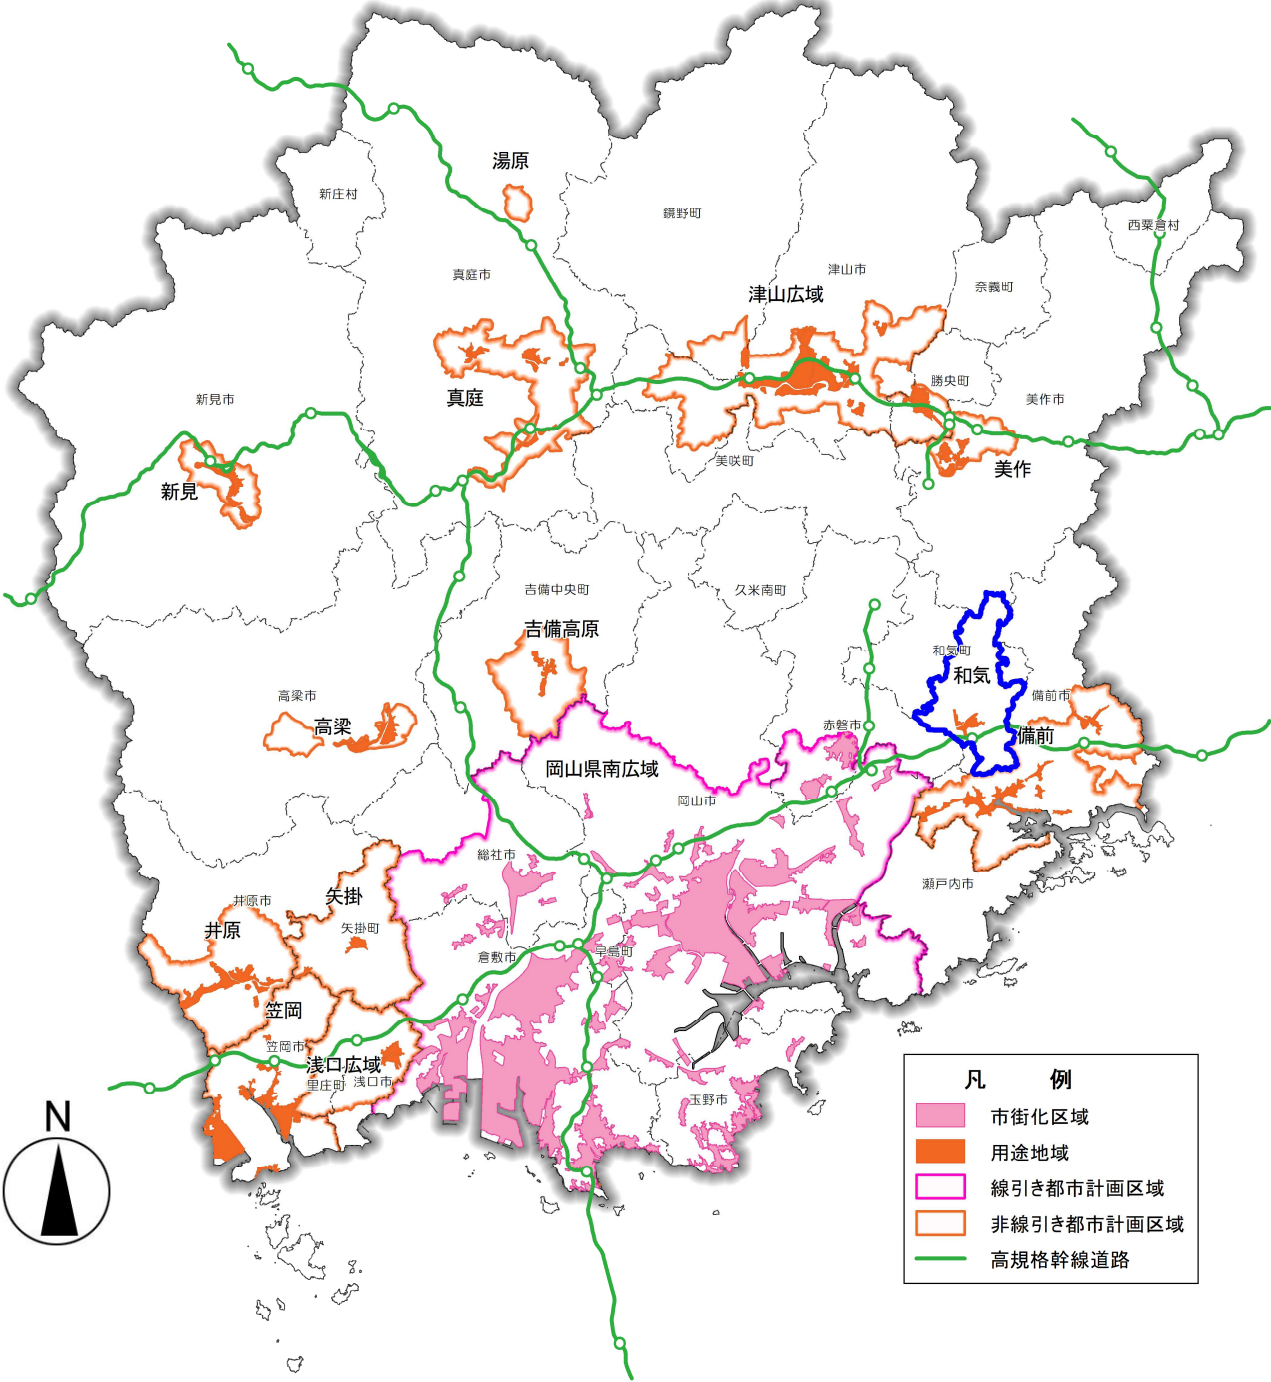 湯原
新庄村
鏡野町
西粟倉村
真庭市
津山市
奈義町
津山広域
勝央町
真庭
新見市
美作市
美咲町
美作
新見
吉備中央町
久米南町
吉備高原
和気町
和気
高梁市
備前市
高梁
赤磐市
備前
岡山県南広域
岡山市
総社市
瀬戸内市
矢掛
井原市
井原
矢掛町
倉敷市
早島町
笠岡
笠岡市
浅口広域
里庄町
浅口市
玉野市
N
凡 例
市街化区域
用途地域
線引き都市計画区域
非線引き都市計画区域
高規格幹線道路